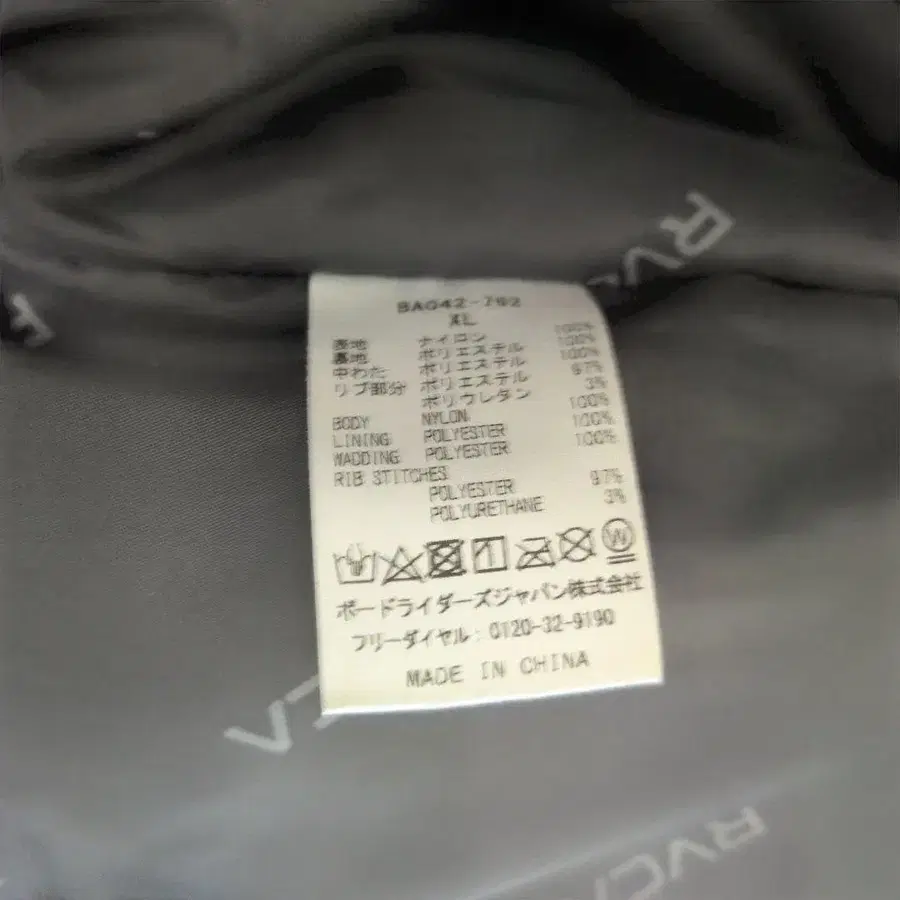 RVCA
BA042-762
XL
表地 ナイロン 100%
裏地 ポリエステル 100%
中わた ポリエステル 100%
リブ部分 ポリエステル 97%
ポリウレタン 3%
BODY NYLON 100%
LINING POLYESTER 100%
WADDING POLYESTER 100%
RIB STITCHES
POLYESTER 97%
POLYURETHANE 3%
W
ボードライダーズジャパン株式会社
フリーダイヤル:0120-32-9190
MADE IN CHINA
RVCA